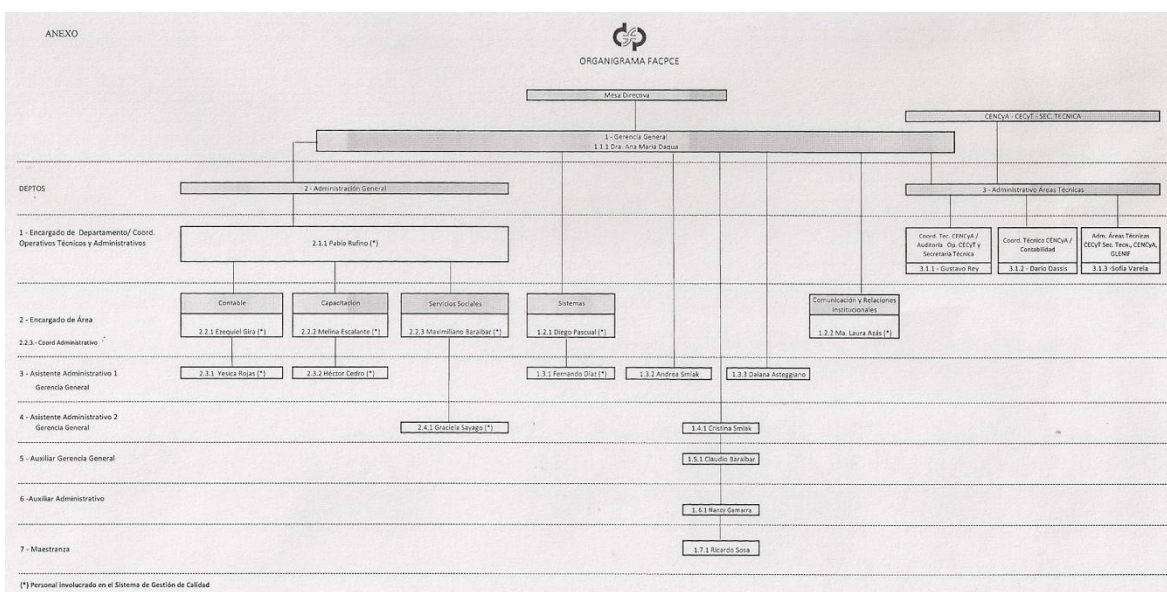 ANEXO
ORGANIGRAMA FACPCE
Mesa Directiva
CENCyA - CECyT - SEC. TECNICA
1 - Gerencia General
1.1.1 Dra. Ana María Daqua
DEPTOS
2 - Administración General
3 - Administrativo Áreas Técnicas
1 - Encargado de Departamento/ Coord.
Operativos Técnicos y Administrativos
2.1.1 Pablo Rufino (*)
Coord. Tec. CENCyA /
Auditoría Op. CECyT y
Secretaría Técnica
3.1.1 - Gustavo Rey
Coord. Técnico CENCyA /
Contabilidad
3.1.2 - Darío Dassis
Adm. Áreas Técnicas
CECyT Sec. Tecn., CENCyA,
GLENIF
3.1.3 -Sofía Varela
2 - Encargado de Área
2.2.3.- Coord Administrativo
Contable
2.2.1 Ezequiel Gira (*)
Capacitacion
2.2.2 Melina Escalante (*)
Servicios Sociales
2.2.3 Maximiliano Baraibar (*)
Sistemas
1.2.1 Diego Pascual (*)
Comunicación y Relaciones
Institucionales
1.2.2 Ma. Laura Azás (*)
3 - Asistente Administrativo 1
Gerencia General
2.3.1 Yesica Rojas (*)
2.3.2 Héctor Cedro (*)
1.3.1 Fernando Díaz (*)
1.3.2 Andrea Smiak
1.3.3 Daiana Asteggiano
4 - Asistente Administrativo 2
Gerencia General
2.4.1 Graciela Sayago (*)
1.4.1 Cristina Smiak
5 - Auxiliar Gerencia General
1.5.1 Claudio Baraibar
6 -Auxiliar Administrativo
1.6.1 Nancy Gamarra
7 - Maestranza
1.7.1 Ricardo Sosa
(*) Personal Involucrado en el Sistema de Gestión de Calidad